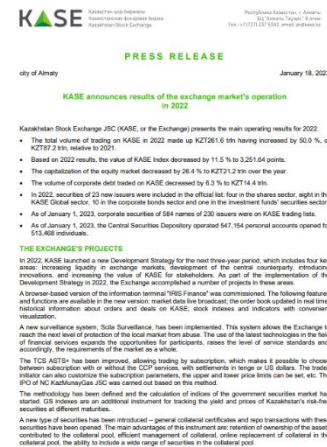 KASE
Қазақстан қор биржасы
Казахстанская фондовая биржа
Kazakhstan Stock Exchange
Республика Казахстан, г. Алматы
PRESS RELEASE
city of Almaty January 18, 202
KASE announces results of the exchange market's operation
in 2022
Kazakhstan Stock Exchange JSC (KASE, or the Exchange) presents the main operating results for 2022.
• The total volume of trading on KASE in 2022 made up KZT261.6 trln having increased by 50.0 %, o
KZT87.2 trln, relative to 2021.
• Based on 2022 results, the value of KASE Index decreased by 11.5 % to 3,251.64 points.
• The capitalization of the equity market decreased by 26.4 % to KZT21.2 trln over the year.
• The volume of corporate debt traded on KASE decreased by 6.3 % to KZT14.4 trln.
• In 2022, securities of 23 new issuers were included in the official list: four in the shares sector, eight in th
KASE Global sector, 10 in the corporate bonds sector and one in the investment funds' securities sector
• As of January 1, 2023, corporate securities of 584 names of 230 issuers were on KASE trading lists.
• As of January 1, the Central Securities Depository operated 547,154 personal accounts opened fo
513,468 individuals.
THE EXCHANGE'S PROJECTS
In 2022, KASE launched a new Development Strategy for the next three-year period, which includes four ke
areas: increasing liquidity in exchange markets, development of the central counterparty, introducin
innovations, and increasing the value of KASE for stakeholders. As part of the implementation of th
Development Strategy in 2022, the Exchange accomplished a number of projects in these areas.
A browser-based version of the information terminal "IRIS Finance" was commissioned. The following feature
and functions are available in the new version: market data live broadcast; the order book updated in real time
historical information about orders and deals on KASE; stock indexes and indicators with convenien
visualization.
A new surveillance system, Scila Surveillance, has been implemented. This system allows the Exchange t
reach the next level of protection of the local market from abuse. The use of the latest technologies in the fiel
of financial services expands the opportunities for participants, raises the level of service standards and
accordingly, the requirements of the market as a whole.
The TCS ASTS+ has been improved, allowing trading by subscription, which makes it possible to choos
between subscription with or without the CCP services, with settlements in tenge or US dollars. The trade
initiator can also customize the subscription parameters, the upper and lower price limits can be set, etc. Th
IPO of NC KazMunayGas JSC was carried out based on this method.
The methodology has been defined and the calculation of indices of the government securities market ha
started. GS indexes are an additional instrument for tracking the yield and prices of Kazakhstan's risk-fre
securities at different maturities.
A new type of securities has been introduced – general collateral certificates and repo transactions with thes
securities have been opened. The main advantages of this instrument are: retention of ownership of the asset
contributed to the collateral pool, efficient management of collateral, online replacement of collateral in th
collateral pool, the ability to include a wide range of securities in the collateral pool.